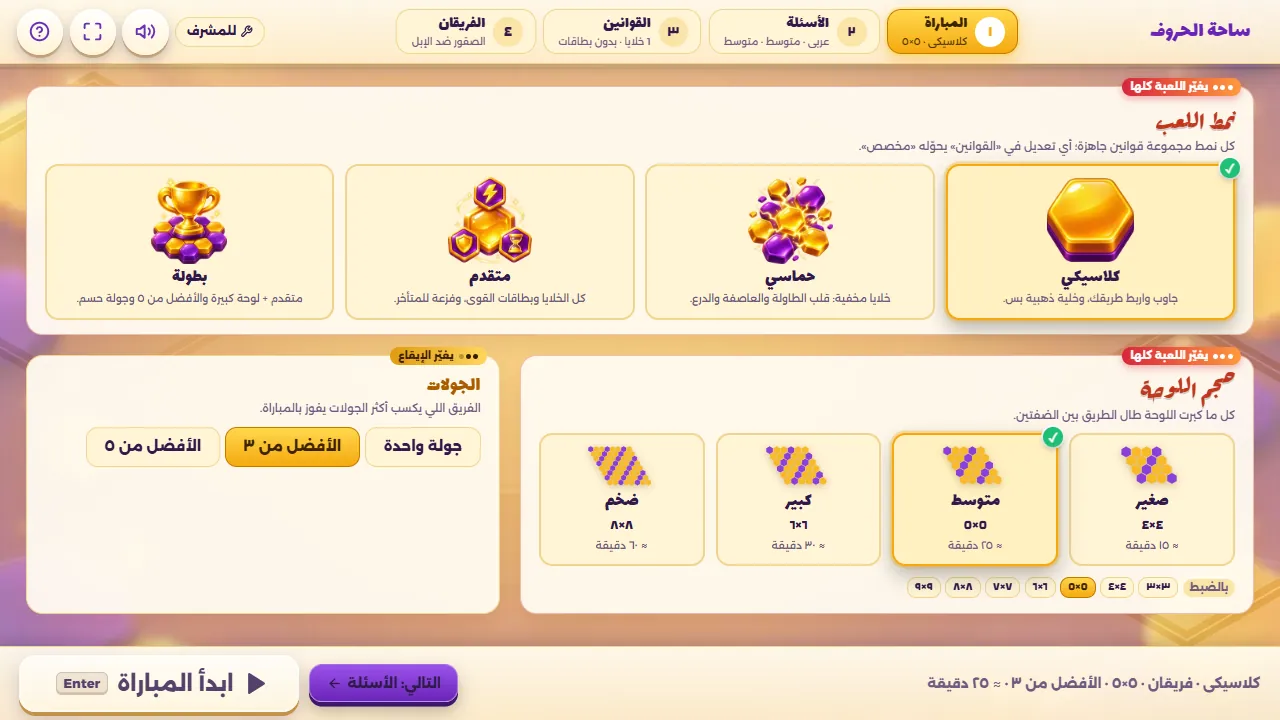 ساحة الحروف
١ المباراة
كلاسيكي · ٥×٥
٢ الأسئلة
عربي · متوسط · متوسط
٣ القوانين
٦ خلايا · بدون بطاقات
٤ الفريقان
الصقور ضد الإبل
للمشرف
يغيّر اللعبة كلها
نمط اللعب
كل نمط مجموعة قوانين جاهزة؛ أي تعديل في «القوانين» يحوّله «مخصص».
كلاسيكي
جاوب واربط طريقك، وخلية ذهبية بس.
حماسي
خلايا مخفية: قلب الطاولة والعاصفة والدرع.
متقدم
كل الخلايا وبطاقات القوى، وفزعة للمتأخر.
بطولة
متقدم + لوحة كبيرة والأفضل من ٥ وجولة حسم.
يغيّر اللعبة كلها
حجم اللوحة
كل ما كبرت اللوحة طال الطريق بين الضفتين.
صغير
٤×٤
≈ ١٥ دقيقة
متوسط
٥×٥
≈ ٢٥ دقيقة
كبير
٦×٦
≈ ٣٠ دقيقة
ضخم
٨×٨
≈ ٦٠ دقيقة
بالضبط
٣×٣
٤×٤
٥×٥
٦×٦
٧×٧
٨×٨
٩×٩
يغيّر الإيقاع
الجولات
الفريق اللي يكسب أكثر الجولات يفوز بالمباراة.
جولة واحدة
الأفضل من ٣
الأفضل من ٥
كلاسيكي · فريقان · ٥×٥ · الأفضل من ٣ · ≈ ٢٥ دقيقة
التالي: الأسئلة ←
ابدأ المباراة Enter